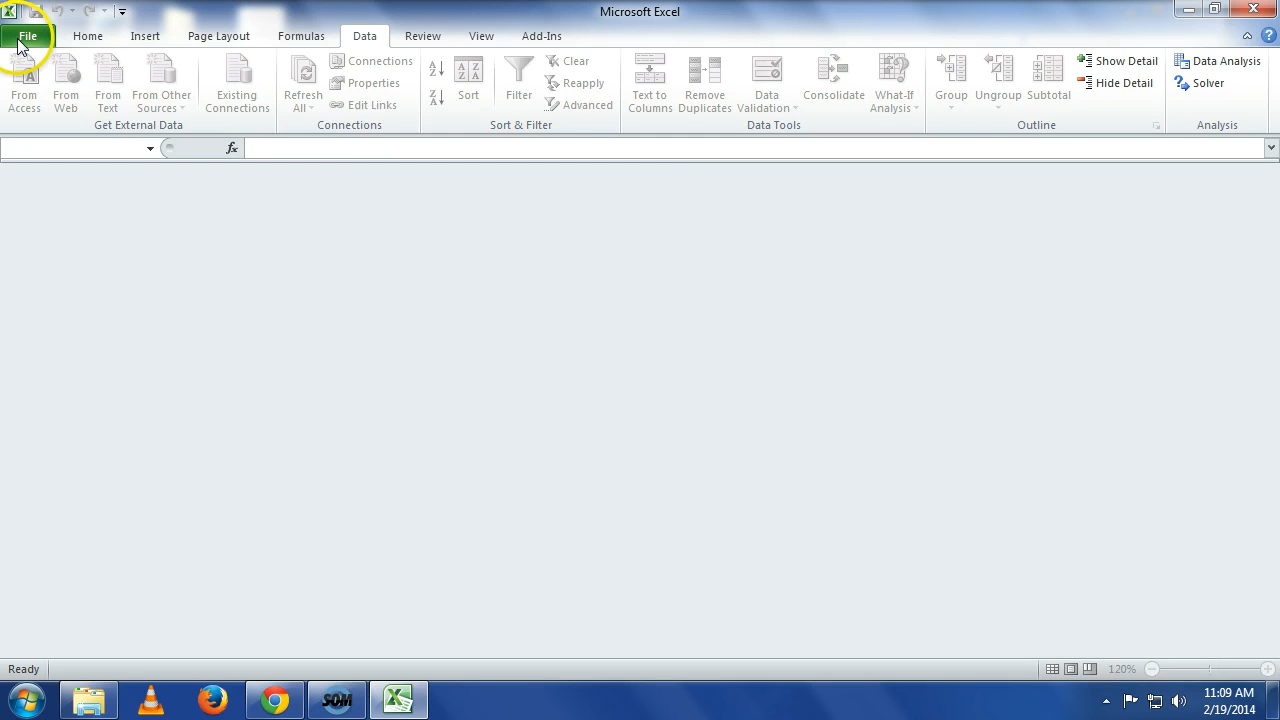 Microsoft Excel
File Home Insert Page Layout Formulas Data Review View Add-Ins
From Access
From Web
From Text
From Other Sources
Existing Connections
Get External Data
Refresh All
Connections
Properties
Edit Links
Connections
Sort
Filter
Clear
Reapply
Advanced
Sort & Filter
Text to Columns
Remove Duplicates
Data Validation
Consolidate
What-If Analysis
Data Tools
Group
Ungroup
Subtotal
Show Detail
Hide Detail
Outline
Data Analysis
Solver
Analysis
fx
Ready
120%
SOM
11:09 AM
2/19/2014